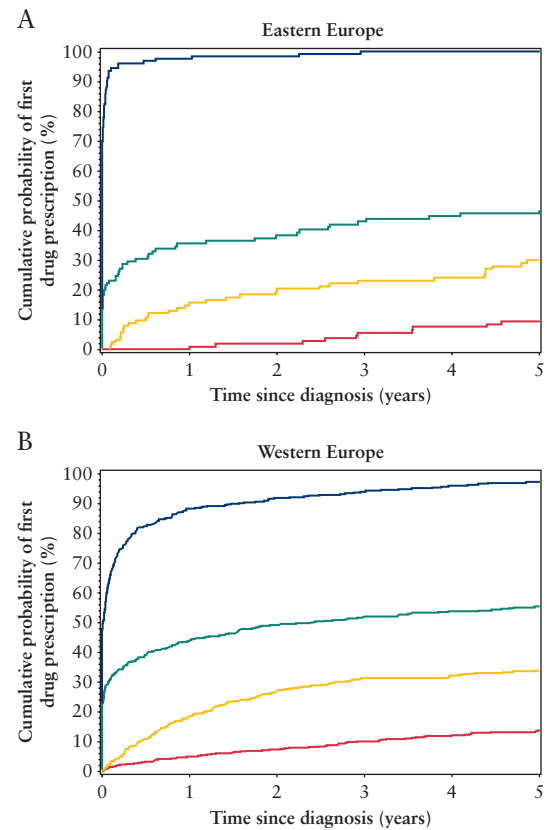 A
Eastern Europe
Cumulative probability of first
drug prescription (%)
100
90
80
70
60
50
40
30
20
10
0
0 1 2 3 4 5
Time since diagnosis (years)
B
Western Europe
Cumulative probability of first
drug prescription (%)
100
90
80
70
60
50
40
30
20
10
0
0 1 2 3 4 5
Time since diagnosis (years)